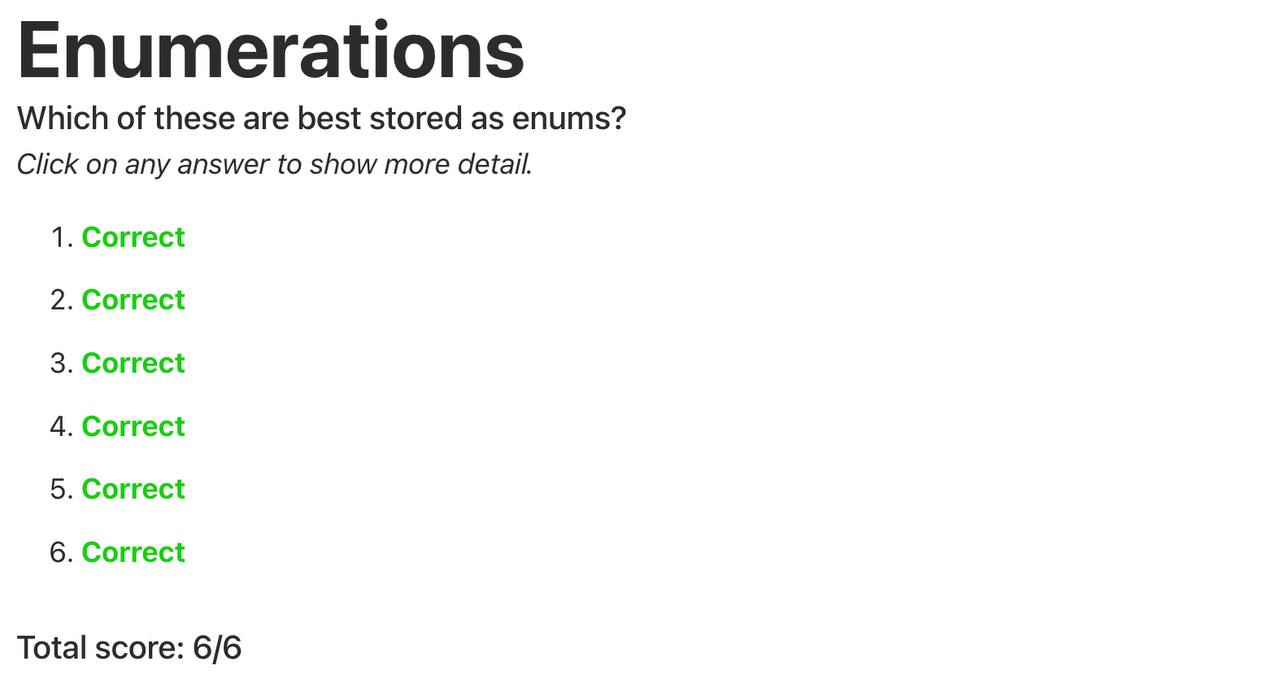 Enumerations
Which of these are best stored as enums?
Click on any answer to show more detail.
1. Correct
2. Correct
3. Correct
4. Correct
5. Correct
6. Correct
Total score: 6/6